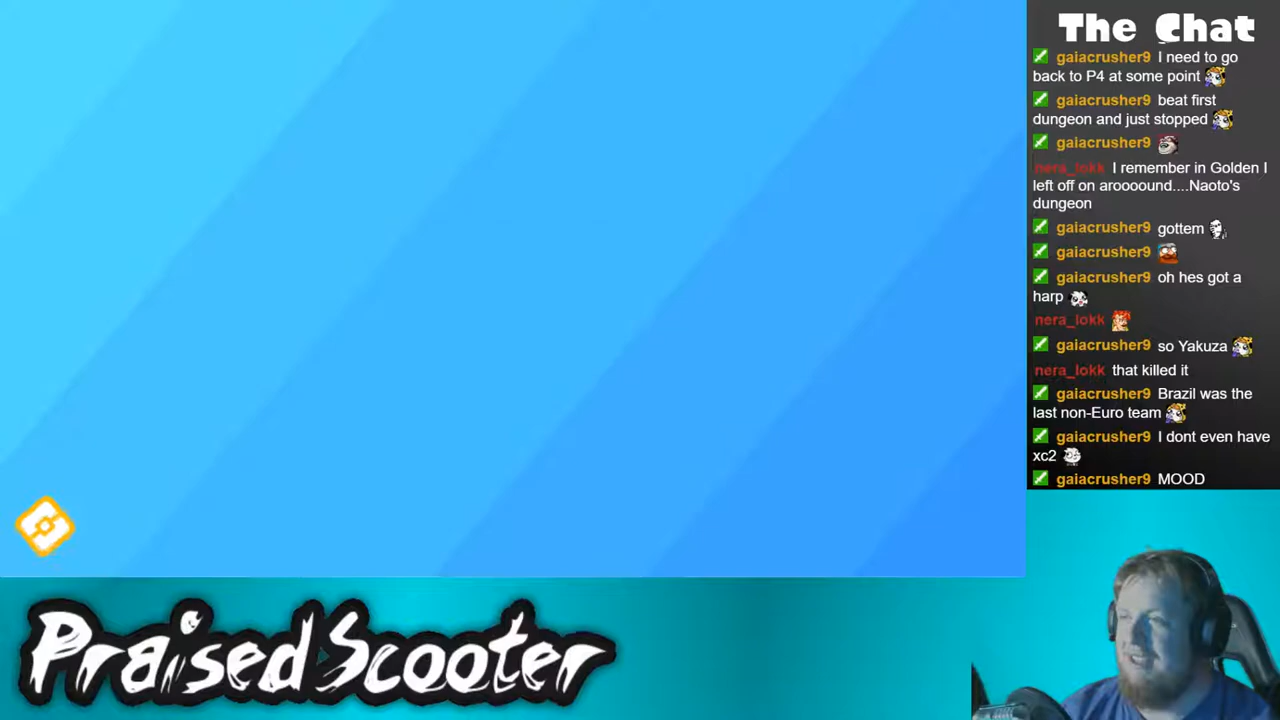 The Chat
gaiacrusher9 I need to go
back to P4 at some point
gaiacrusher9 beat first
dungeon and just stopped
gaiacrusher9
nera_lokk I remember in Golden I
left off on aroooound....Naoto's
dungeon
gaiacrusher9 gottem
gaiacrusher9
gaiacrusher9 oh hes got a
harp
nera_lokk
gaiacrusher9 so Yakuza
nera_lokk that killed it
gaiacrusher9 Brazil was the
last non-Euro team
gaiacrusher9 I dont even have
xc2
gaiacrusher9 MOOD
PraisedScooter